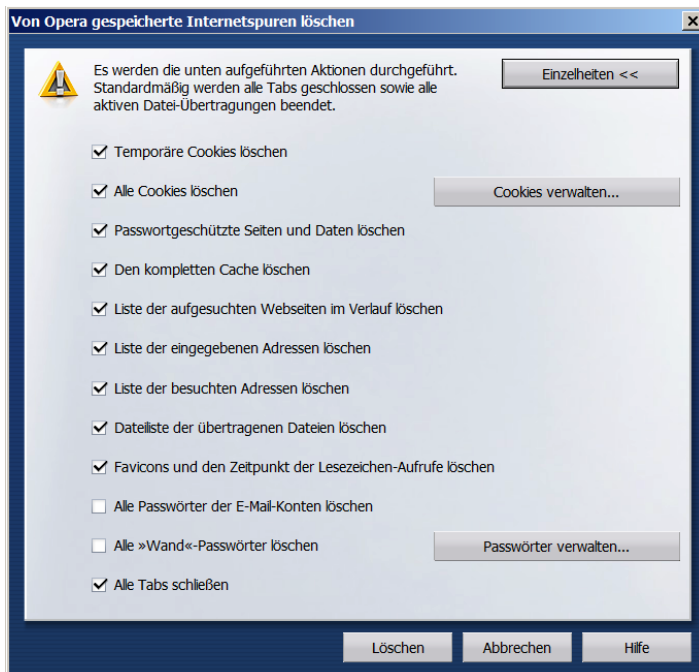 Von Opera gespeicherte Internetspuren löschen
Es werden die unten aufgeführten Aktionen durchgeführt.
Standardmäßig werden alle Tabs geschlossen sowie alle
aktiven Datei-Übertragungen beendet.
Einzelheiten <<
Temporäre Cookies löschen
Alle Cookies löschen
Cookies verwalten...
Passwortgeschützte Seiten und Daten löschen
Den kompletten Cache löschen
Liste der aufgesuchten Webseiten im Verlauf löschen
Liste der eingegebenen Adressen löschen
Liste der besuchten Adressen löschen
Dateiliste der übertragenen Dateien löschen
Favicons und den Zeitpunkt der Lesezeichen-Aufrufe löschen
Alle Passwörter der E-Mail-Konten löschen
Alle »Wand«-Passwörter löschen
Passwörter verwalten...
Alle Tabs schließen
Löschen
Abbrechen
Hilfe